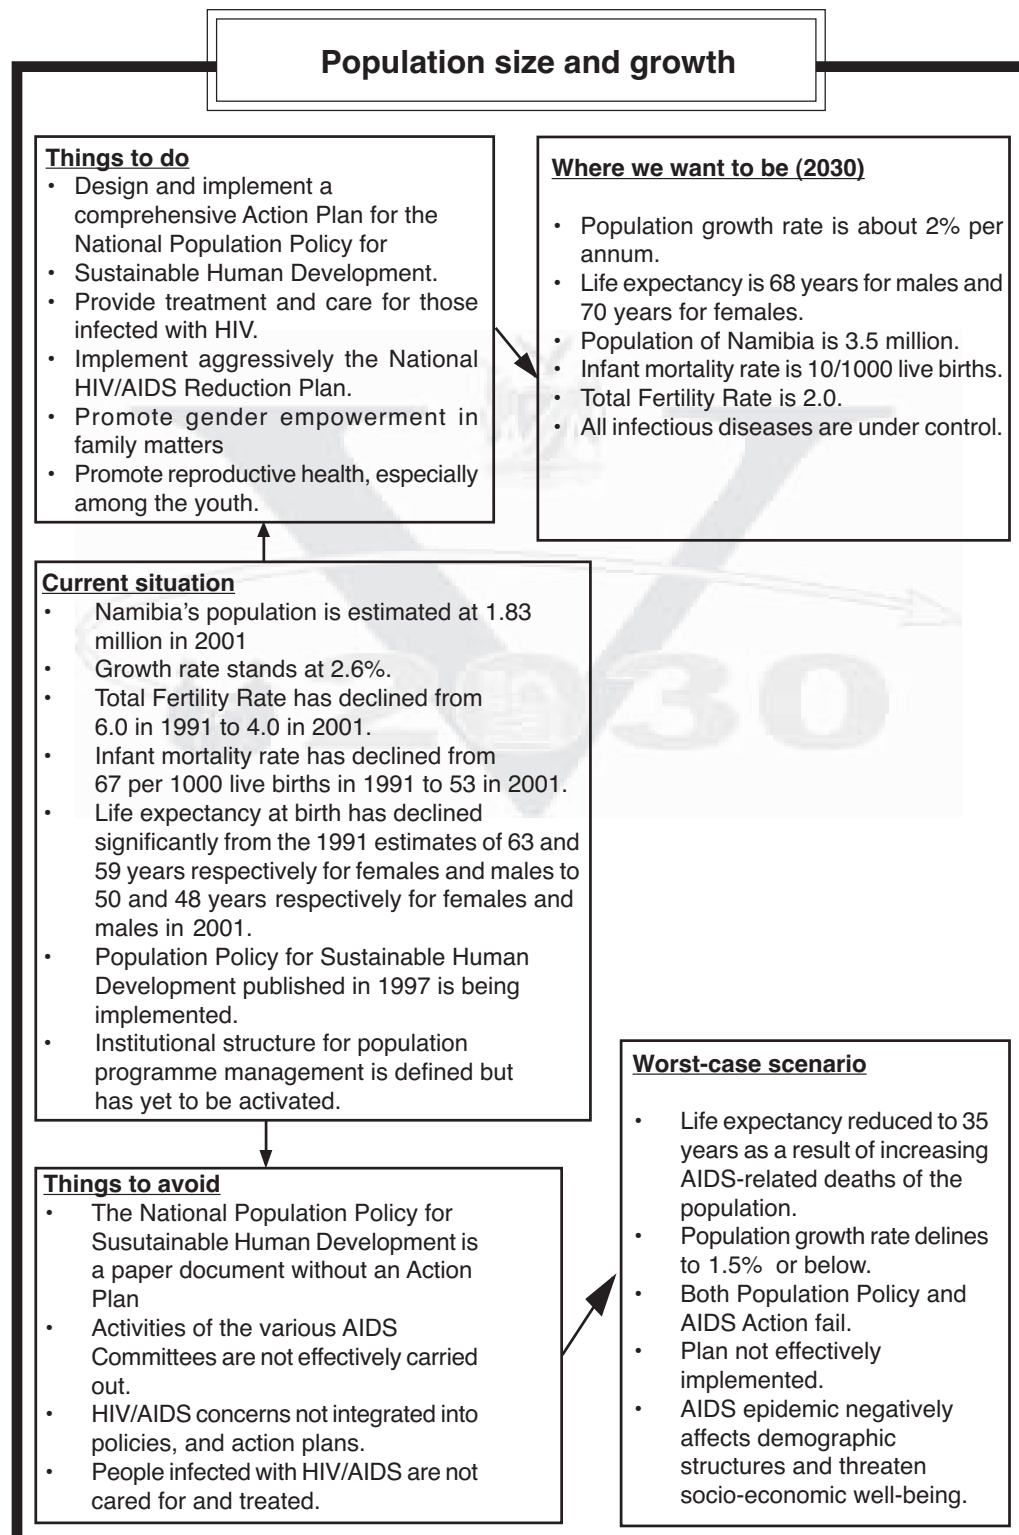 Population size and growth
Things to do
• Design and implement a
comprehensive Action Plan for the
National Population Policy for
• Sustainable Human Development.
• Provide treatment and care for those
infected with HIV.
• Implement aggressively the National
HIV/AIDS Reduction Plan.
• Promote gender empowerment in
family matters
• Promote reproductive health, especially
among the youth.
Where we want to be (2030)
• Population growth rate is about 2% per
annum.
• Life expectancy is 68 years for males and
70 years for females.
• Population of Namibia is 3.5 million.
• Infant mortality rate is 10/1000 live births.
• Total Fertility Rate is 2.0.
• All infectious diseases are under control.
Current situation
• Namibia's population is estimated at 1.83
million in 2001
• Growth rate stands at 2.6%.
• Total Fertility Rate has declined from
6.0 in 1991 to 4.0 in 2001.
• Infant mortality rate has declined from
67 per 1000 live births in 1991 to 53 in 2001.
• Life expectancy at birth has declined
significantly from the 1991 estimates of 63 and
59 years respectively for females and males to
50 and 48 years respectively for females and
males in 2001.
• Population Policy for Sustainable Human
Development published in 1997 is being
implemented.
• Institutional structure for population
programme management is defined but
has yet to be activated.
Things to avoid
• The National Population Policy for
Susutainable Human Development is
a paper document without an Action
Plan
• Activities of the various AIDS
Committees are not effectively carried
out.
• HIV/AIDS concerns not integrated into
policies, and action plans.
• People infected with HIV/AIDS are not
cared for and treated.
Worst-case scenario
• Life expectancy reduced to 35
years as a result of increasing
AIDS-related deaths of the
population.
• Population growth rate delines
to 1.5% or below.
• Both Population Policy and
AIDS Action fail.
• Plan not effectively
implemented.
• AIDS epidemic negatively
affects demographic
structures and threaten
socio-economic well-being.
2030